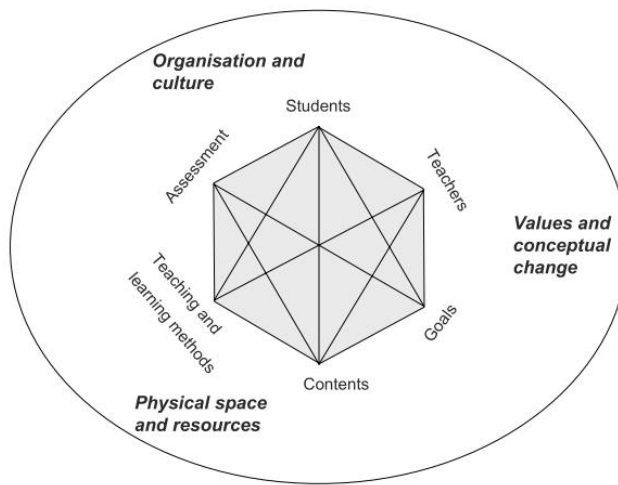 Organisation and
culture
Students
Assessment
Teachers
Values and
conceptual
change
Teaching and
learning methods
Goals
Contents
Physical space
and resources